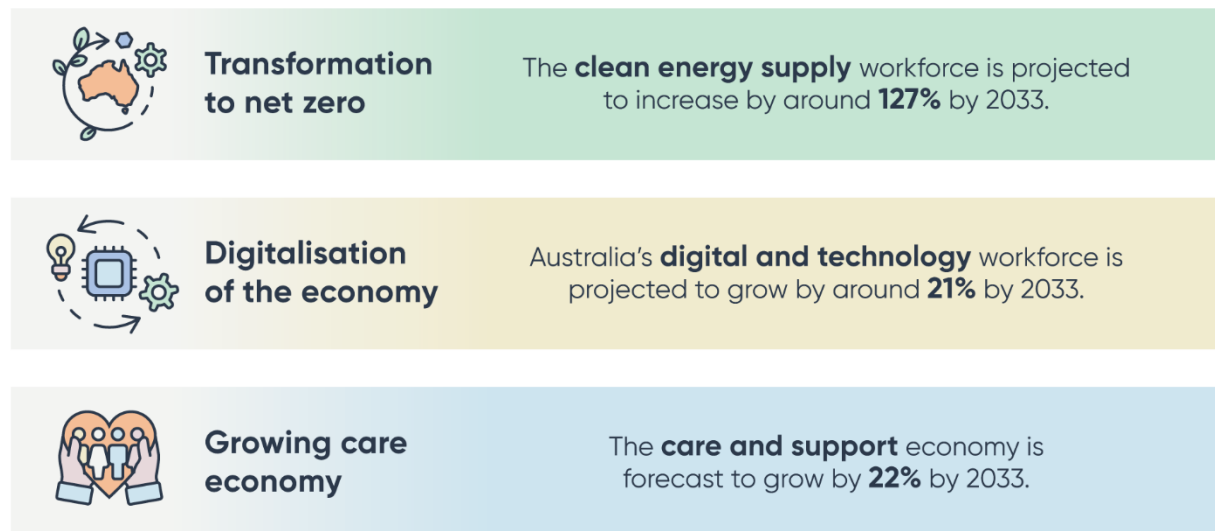 Transformation
to net zero
The clean energy supply workforce is projected
to increase by around 127% by 2033.
Digitalisation
of the economy
Australia’s digital and technology workforce is
projected to grow by around 21% by 2033.
Growing care
economy
The care and support economy is
forecast to grow by 22% by 2033.